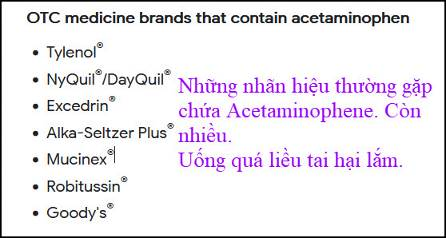 OTC medicine brands that contain acetaminophen
• Tylenol®
• NyQuil®/DayQuil®
• Excedrin®
• Alka-Seltzer Plus®
• Mucinex®
• Robitussin®
• Goody's®
Những nhãn hiệu thường gặp
chứa Acetaminophene. Còn
nhiều.
Uống quá liều tai hại lắm.